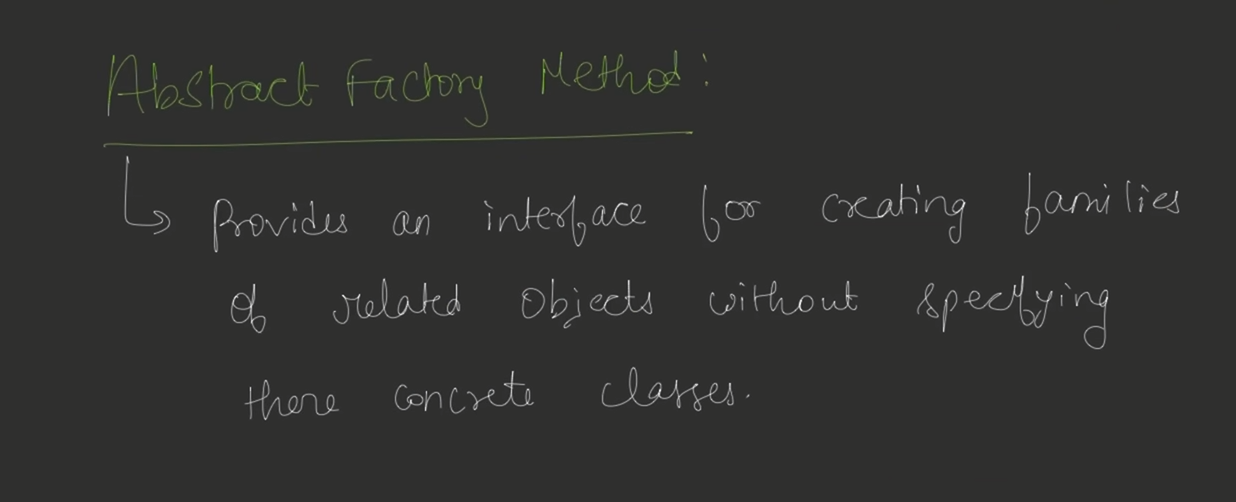 Abstract Factory Method:
Provides an interface for creating families
of related objects without specifying
there concrete classes.